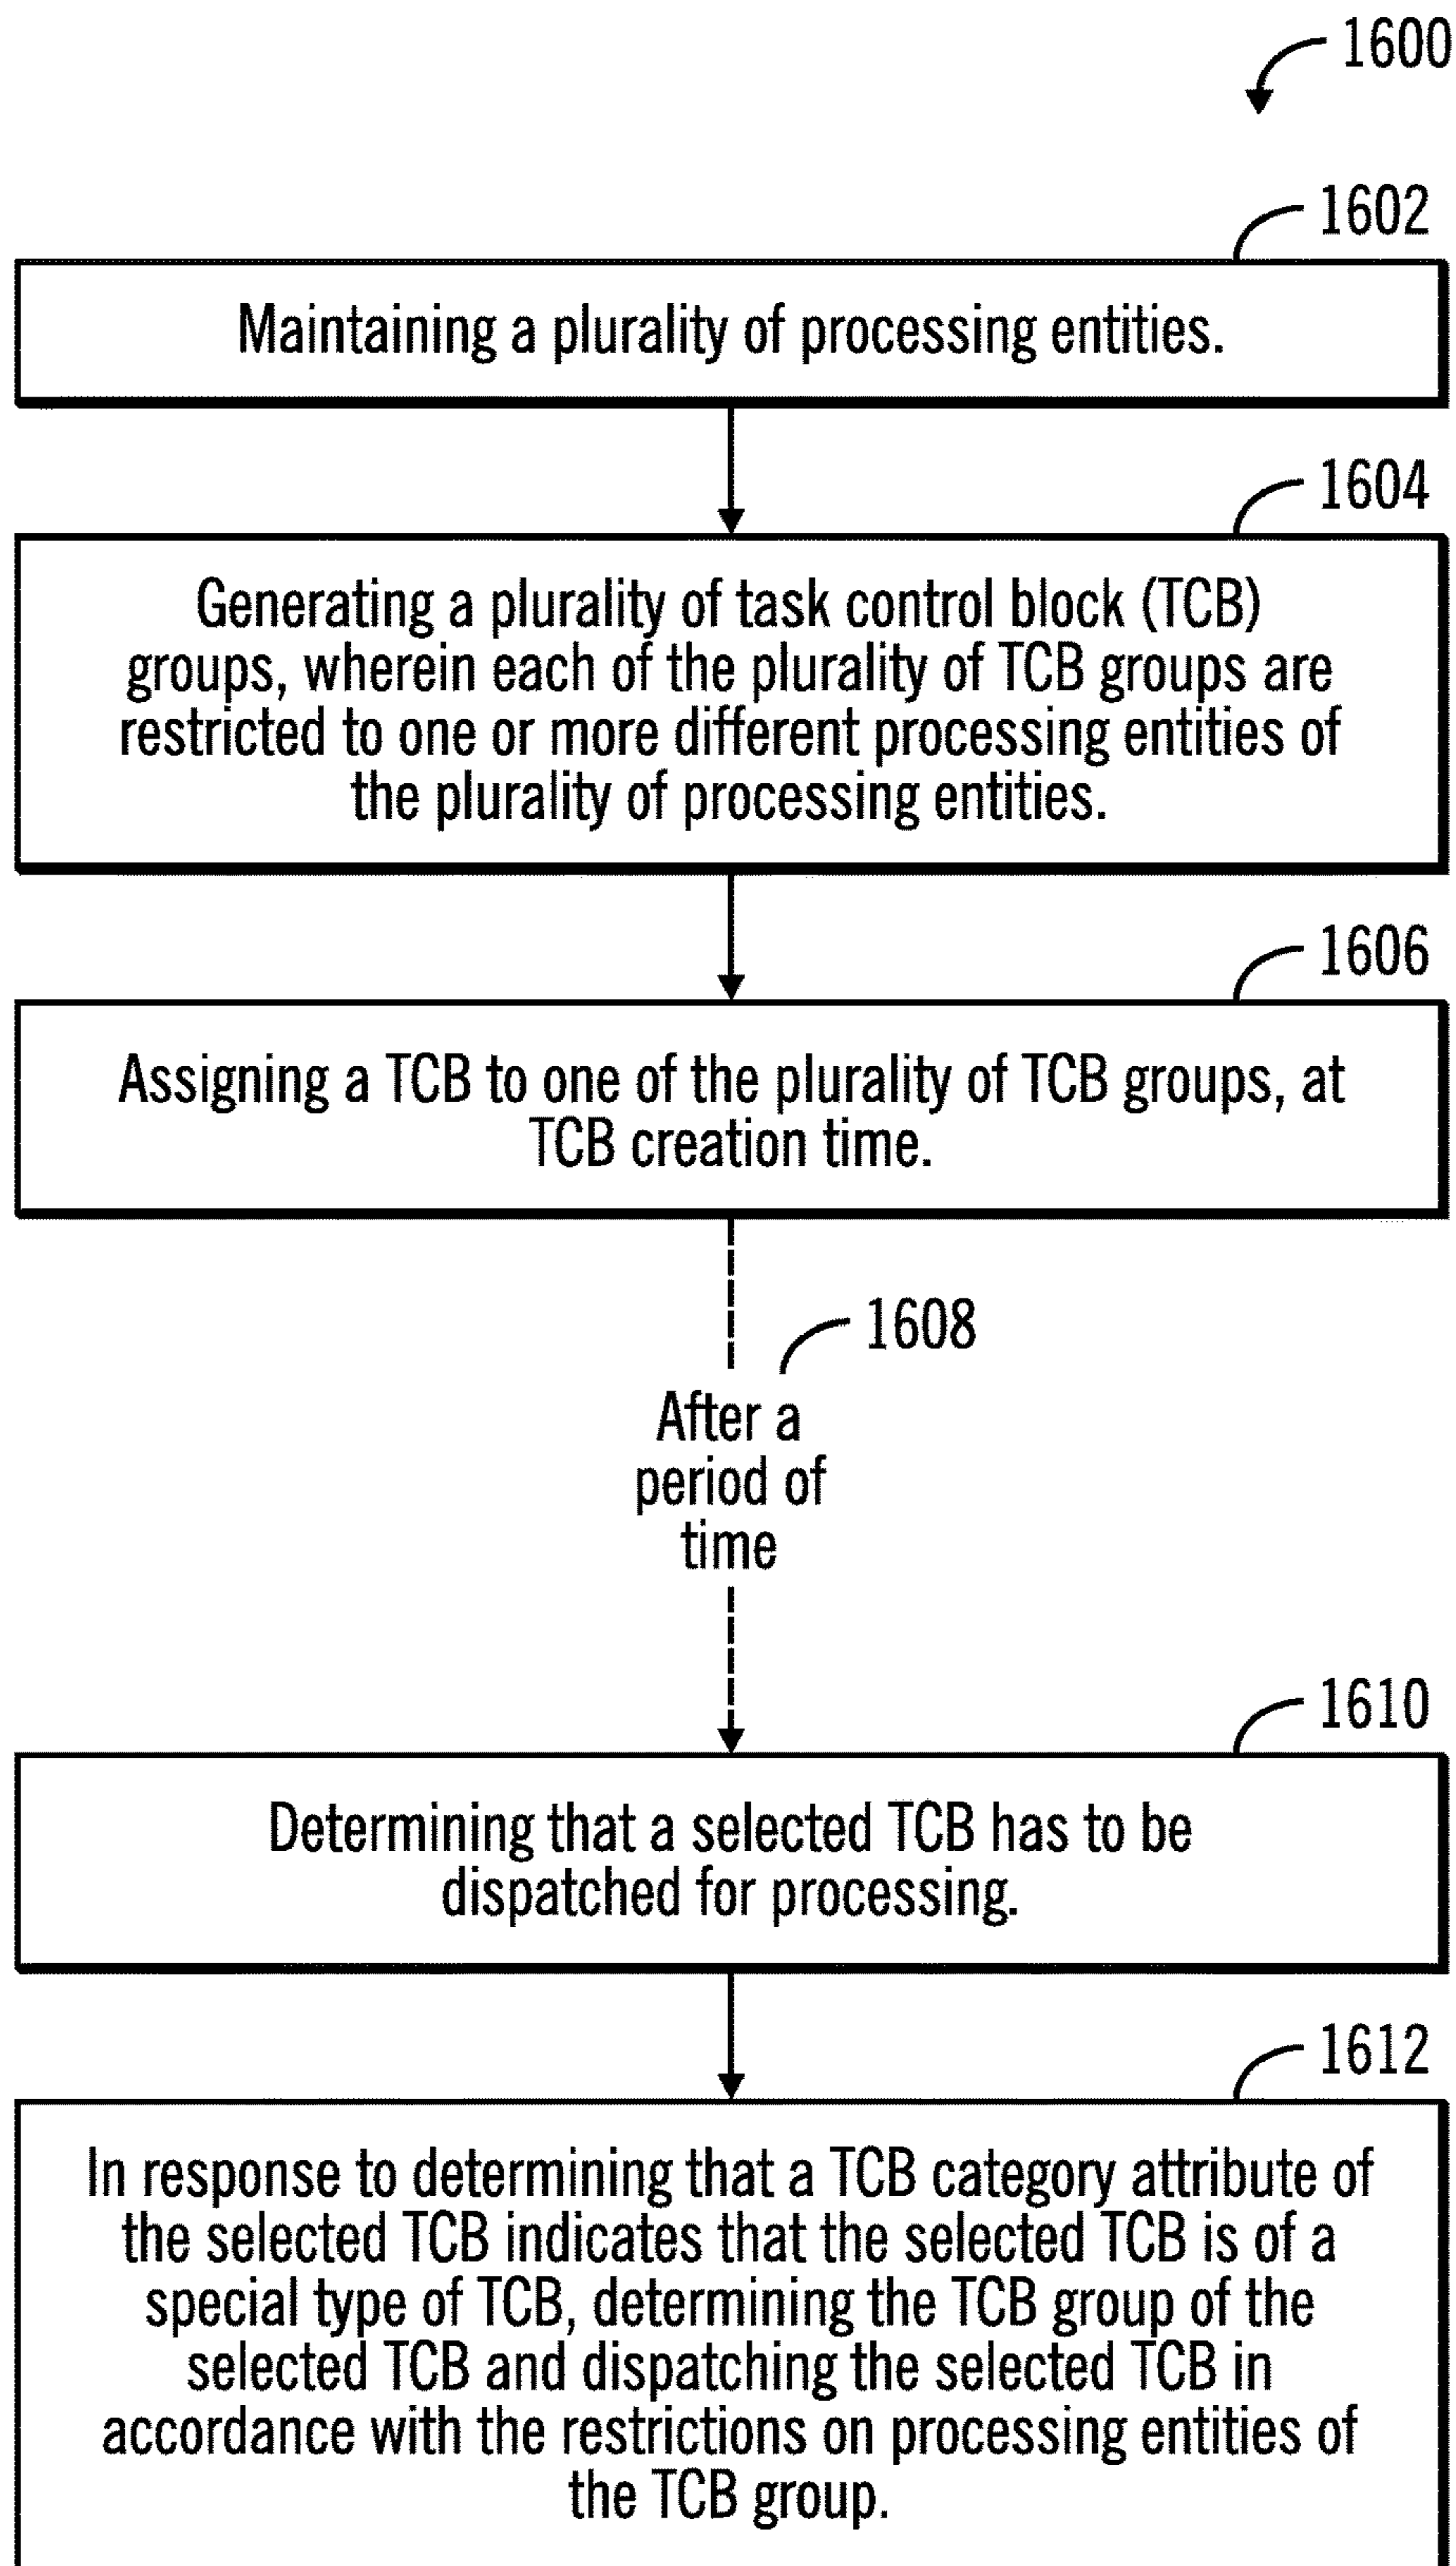 1600
1602
Maintaining a plurality of processing entities.
1604
Generating a plurality of task control block (TCB)
groups, wherein each of the plurality of TCB groups are
restricted to one or more different processing entities of
the plurality of processing entities.
1606
Assigning a TCB to one of the plurality of TCB groups, at
TCB creation time.
1608
After a
period of
time
1610
Determining that a selected TCB has to be
dispatched for processing.
1612
In response to determining that a TCB category attribute of
the selected TCB indicates that the selected TCB is of a
special type of TCB, determining the TCB group of the
selected TCB and dispatching the selected TCB in
accordance with the restrictions on processing entities of
the TCB group.